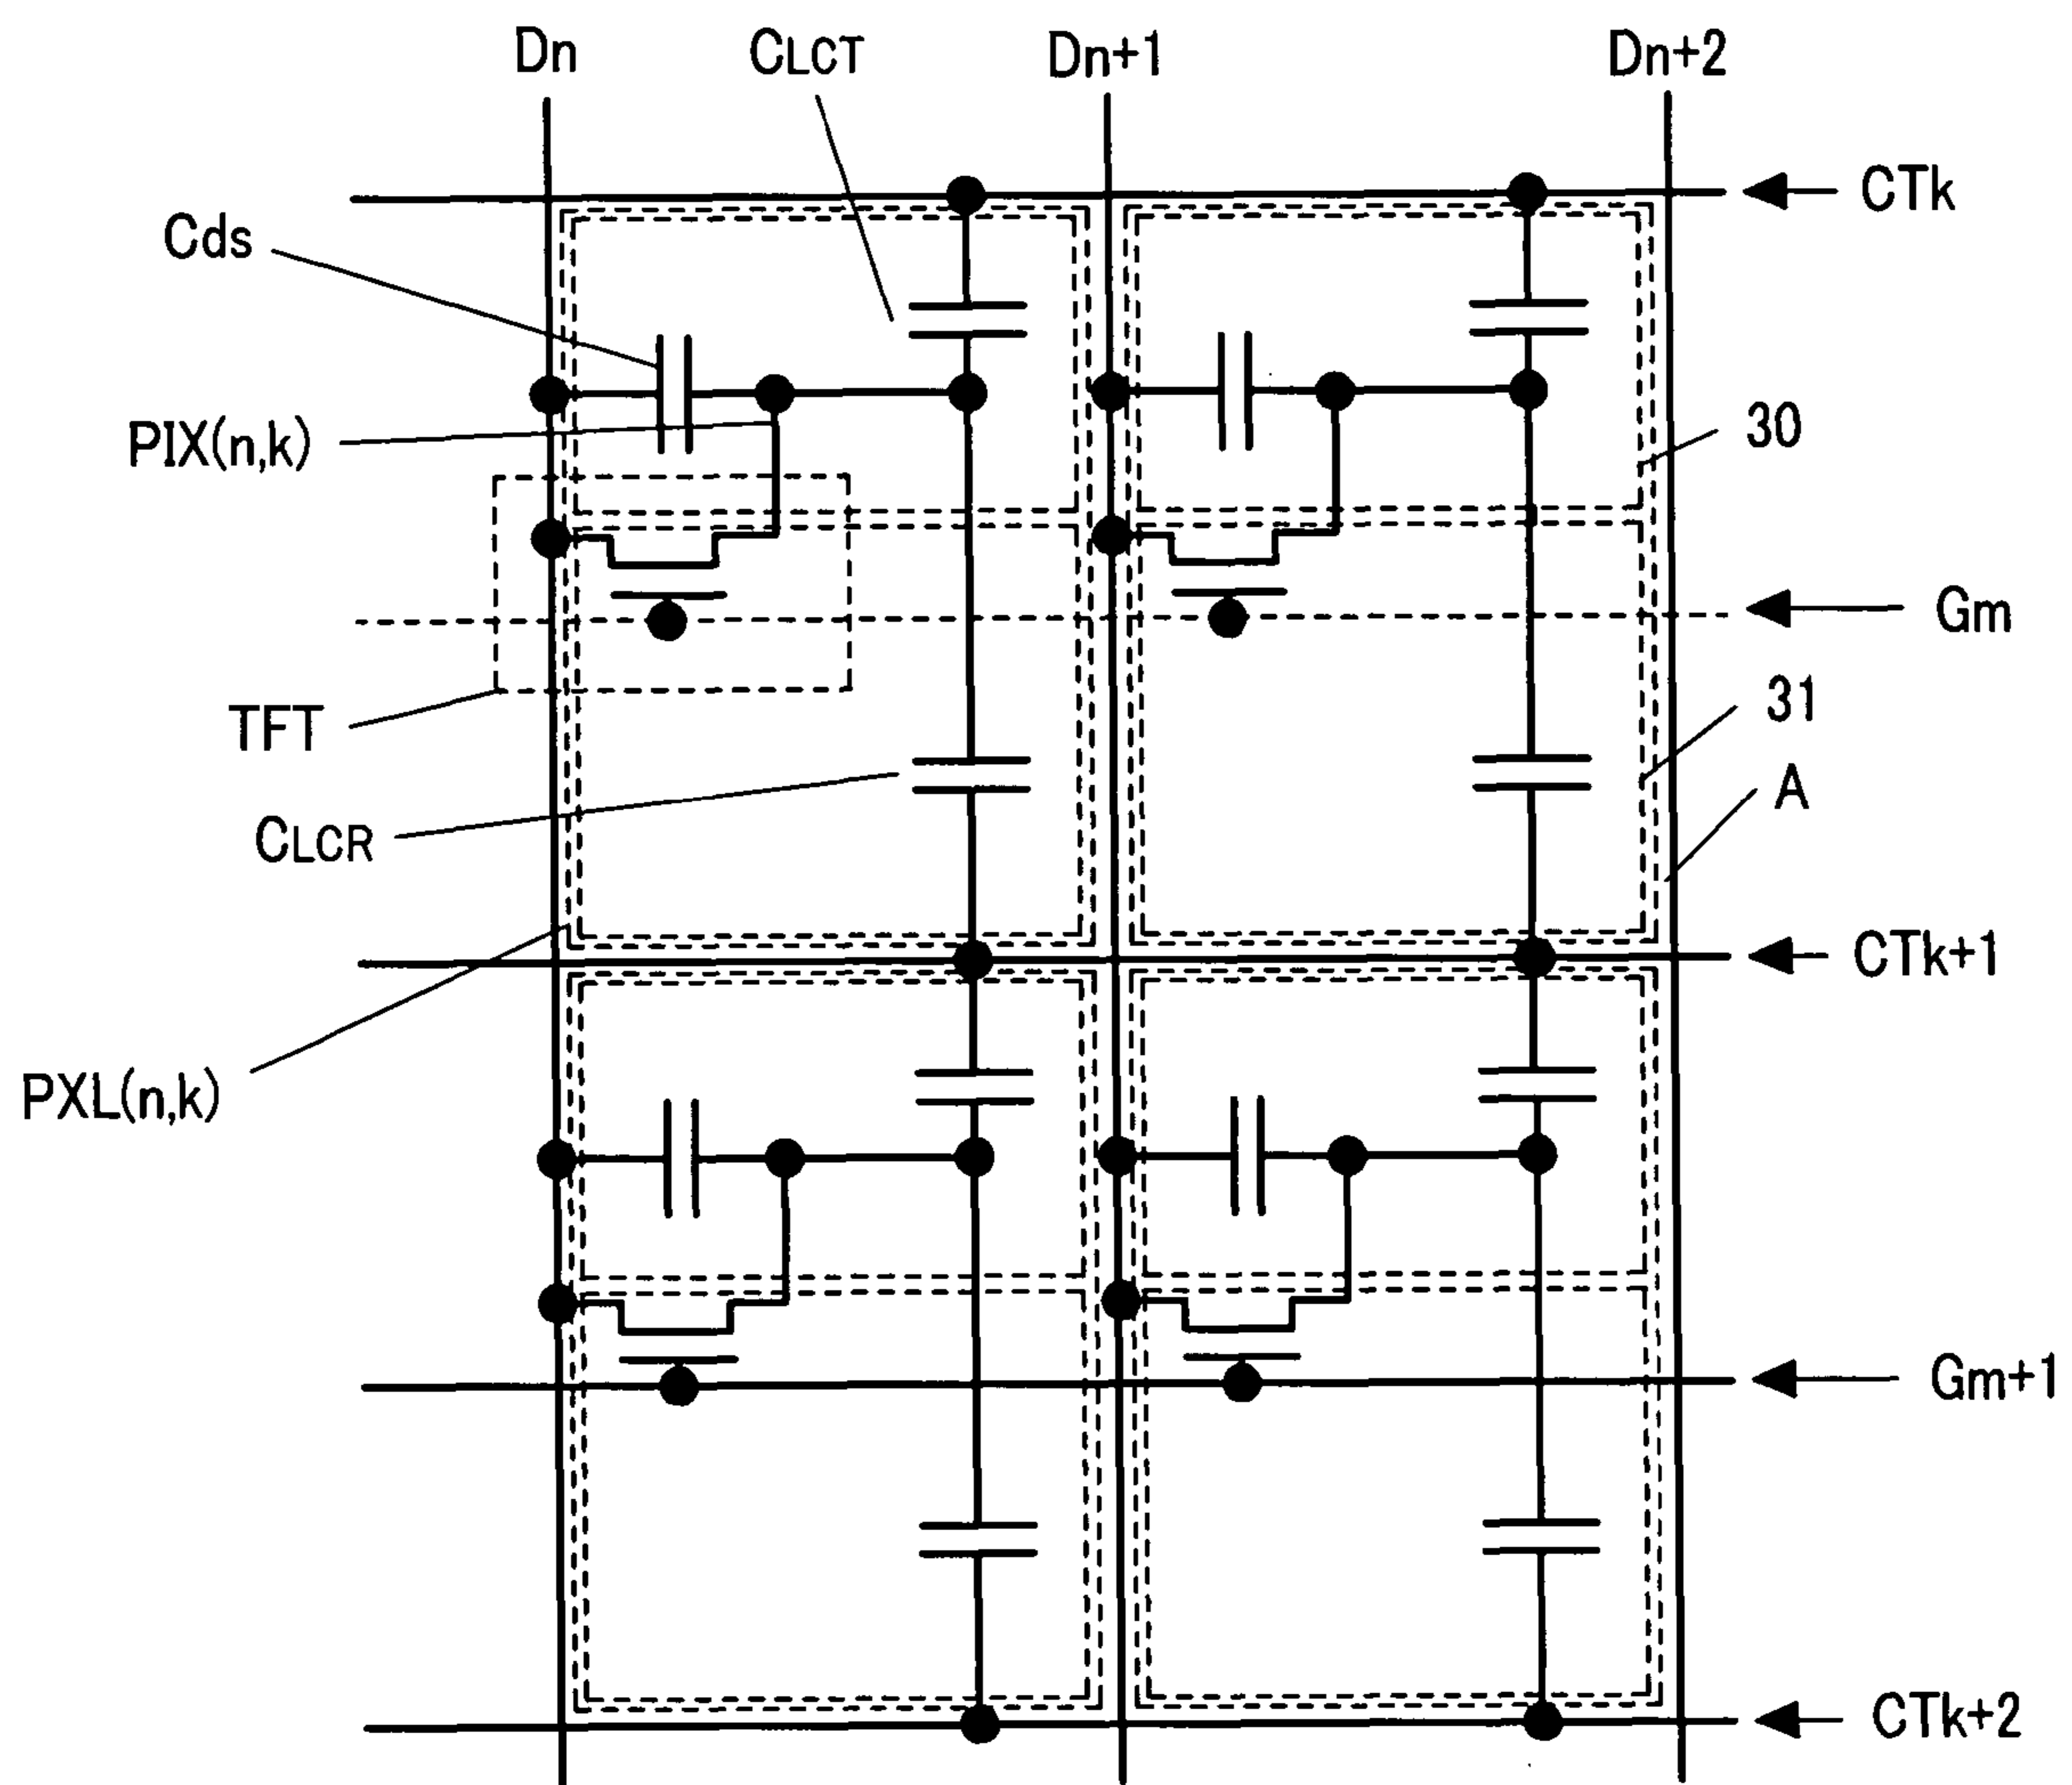 Dn
CLCT
Dn+1
Dn+2
CTk
Cds
PIX(n,k)
30
Gm
TFT
31
A
CLCR
CTk+1
PXL(n,k)
Gm+1
CTk+2